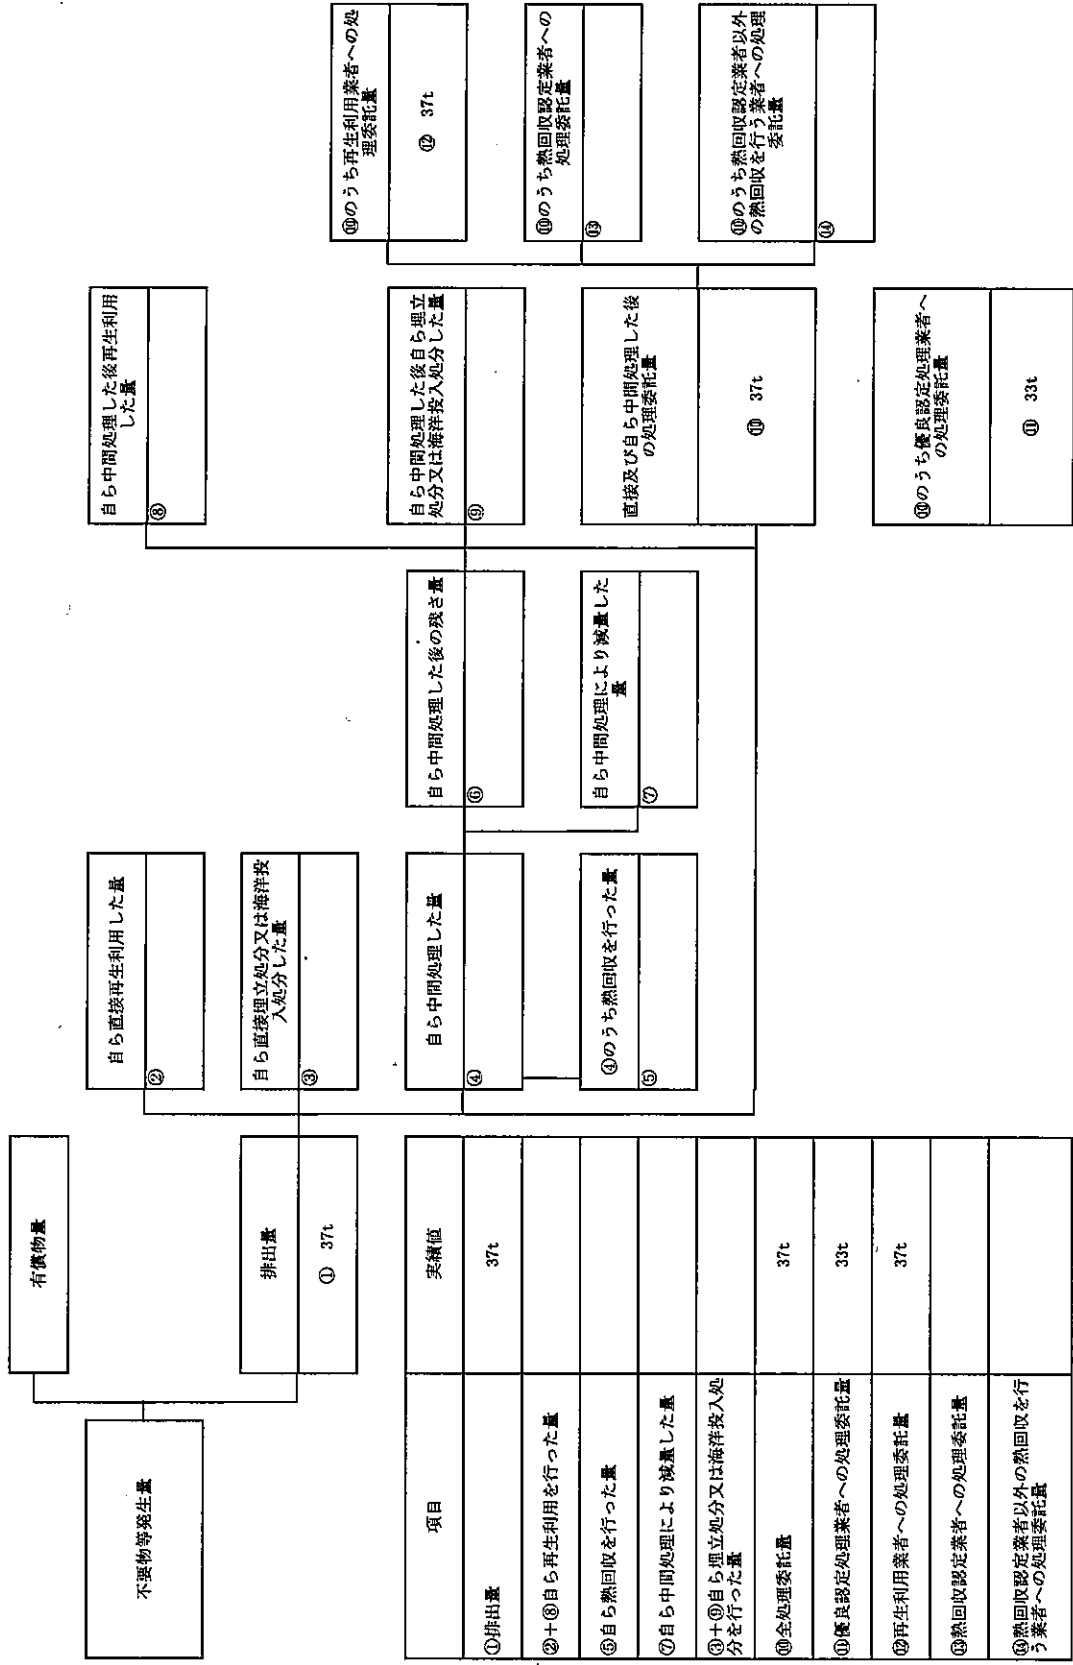 不要物等発生量
有償物量
排出量
① 37t
自ら直接再生利用した量
②
自ら直接埋立処分又は海洋投
入処分した量
③
自ら中間処理した量
④
④のうち熱回収を行った量
⑤
自ら中間処理した後の残さ量
⑥
自ら中間処理により減量した
量
⑦
自ら中間処理した後再生利用
した量
⑧
自ら中間処理した後自ら埋立
処分又は海洋投入処分した量
⑨
直接及び自ら中間処理した後
の処理委託量
⑩ 37t
⑩のうち優良認定処理業者へ
の処理委託量
⑪ 33t
⑩のうち再生利用業者への処
理委託量
⑫ 37t
⑩のうち熱回収認定業者への
処理委託量
⑬
⑩のうち熱回収認定業者以外
の熱回収を行う業者への処理
委託量
⑭
項目 実績値
①排出量 37t
②+⑧自ら再生利用を行った量
⑤自ら熱回収を行った量
⑦自ら中間処理により減量した量
③+⑨自ら埋立処分又は海洋投入処
分を行った量
⑩全処理委託量 37t
⑪優良認定処理業者への処理委託量 33t
⑫再生利用業者への処理委託量 37t
⑬熱回収認定業者への処理委託量
⑭熱回収認定業者以外の熱回収を行
う業者への処理委託量